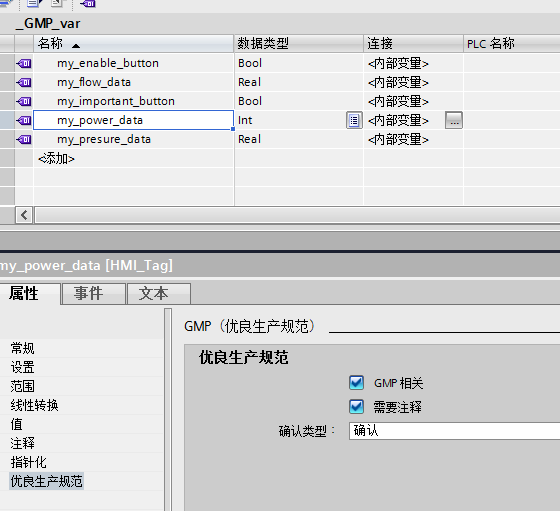 _GMP_var
名称 数据类型 连接 PLC 名称
my_enable_button Bool <内部变量>
my_flow_data Real <内部变量>
my_important_button Bool <内部变量>
my_power_data Int <内部变量> ...
my_presure_data Real <内部变量>
<添加>
my_power_data [HMI_Tag]
属性 事件 文本
GMP（优良生产规范）
常规
设置
范围
线性转换
值
注释
指针化
优良生产规范
优良生产规范
GMP 相关
需要注释
确认类型： 确认